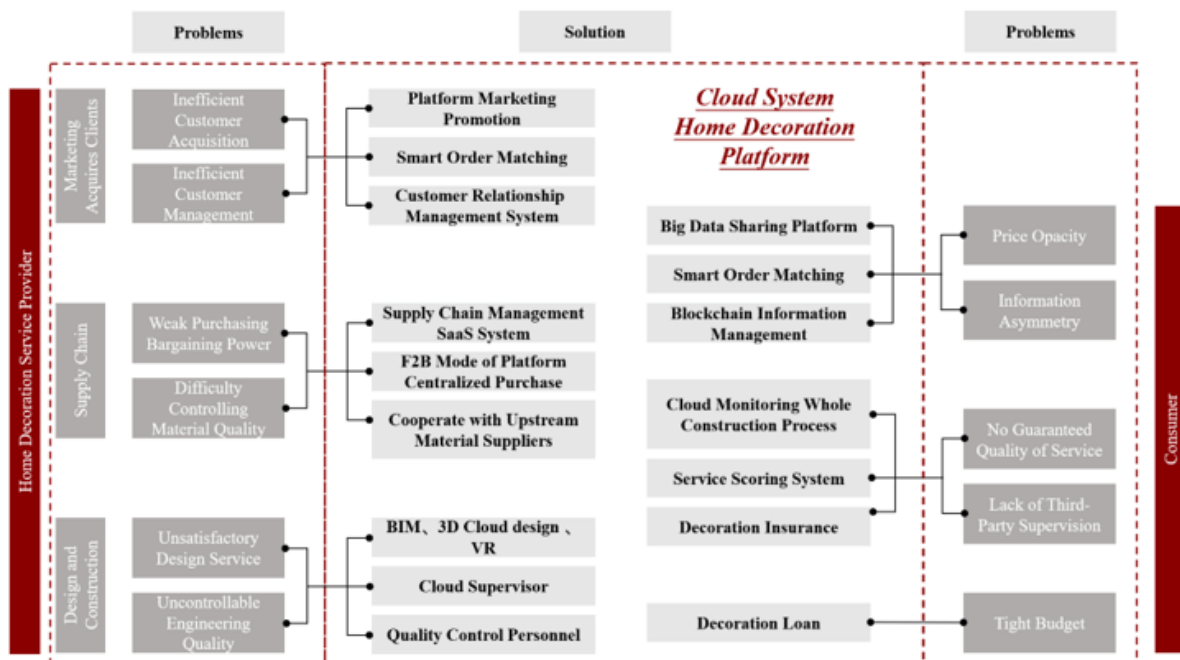 Problems
Solution
Problems
Home Decoration Service Provider
Marketing
Acquires Clients
Inefficient
Customer
Acquisition
Inefficient
Customer
Management
Platform Marketing
Promotion
Smart Order Matching
Customer Relationship
Management System
Supply Chain
Weak Purchasing
Bargaining Power
Difficulty
Controlling
Material Quality
Supply Chain Management
SaaS System
F2B Mode of Platform
Centralized Purchase
Cooperate with Upstream
Material Suppliers
Design and
Construction
Unsatisfactory
Design Service
Uncontrollable
Engineering
Quality
BIM、3D Cloud design 、
VR
Cloud Supervisor
Quality Control Personnel
Cloud System
Home Decoration
Platform
Big Data Sharing Platform
Smart Order Matching
Blockchain Information
Management
Price Opacity
Information
Asymmetry
Cloud Monitoring Whole
Construction Process
Service Scoring System
Decoration Insurance
No Guaranteed
Quality of Service
Lack of Third-
Party Supervision
Decoration Loan
Tight Budget
Consumer